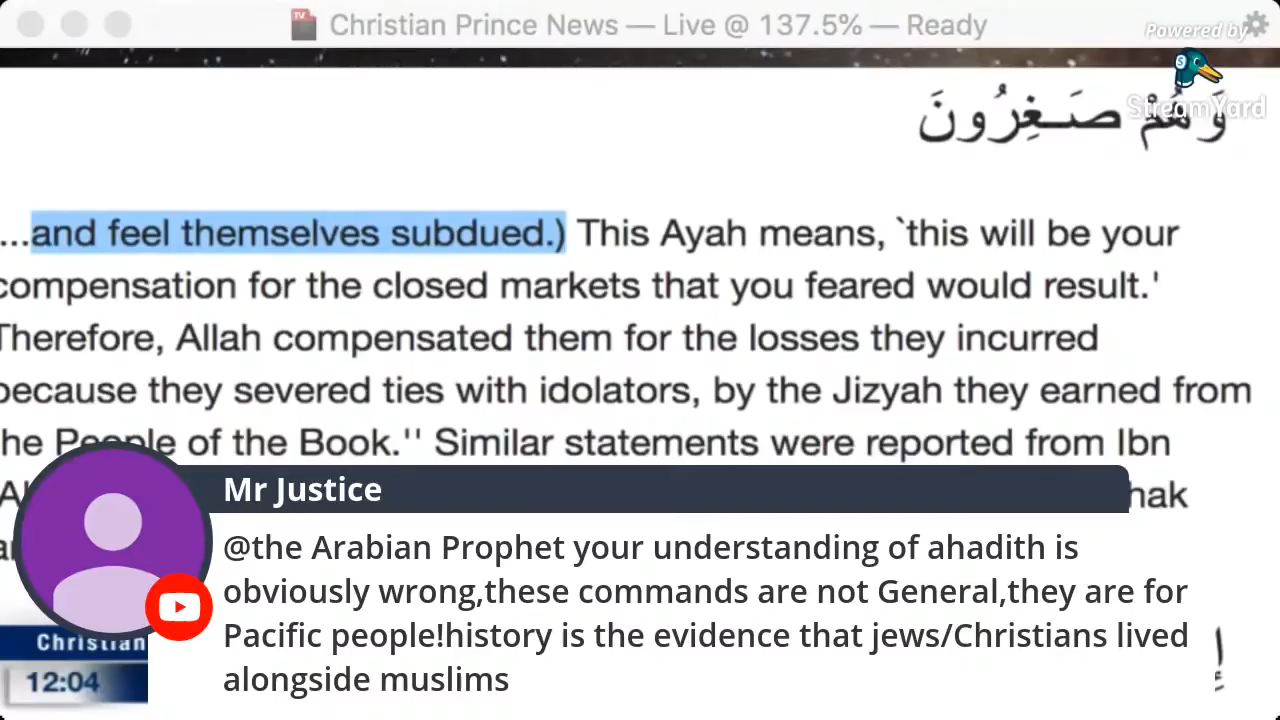 Christian Prince News — Live @ 137.5% — Ready
Powered by
StreamYard
وَهُمْ صَـغِرُونَ
...and feel themselves subdued.) This Ayah means, `this will be your
compensation for the closed markets that you feared would result.'
Therefore, Allah compensated them for the losses they incurred
because they severed ties with idolators, by the Jizyah they earned from
the People of the Book.'' Similar statements were reported from Ibn
hak
Mr Justice
@the Arabian Prophet your understanding of ahadith is
obviously wrong,these commands are not General,they are for
Pacific people!history is the evidence that jews/Christians lived
alongside muslims
Christian
12:04